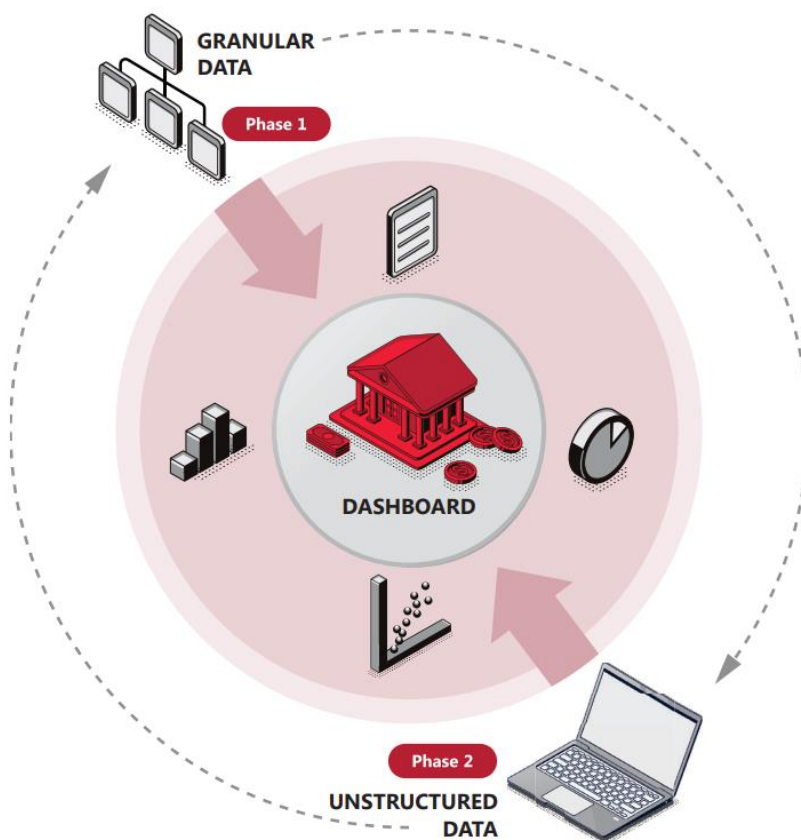 GRANULAR
DATA
Phase 1
DASHBOARD
Phase 2
UNSTRUCTURED
DATA